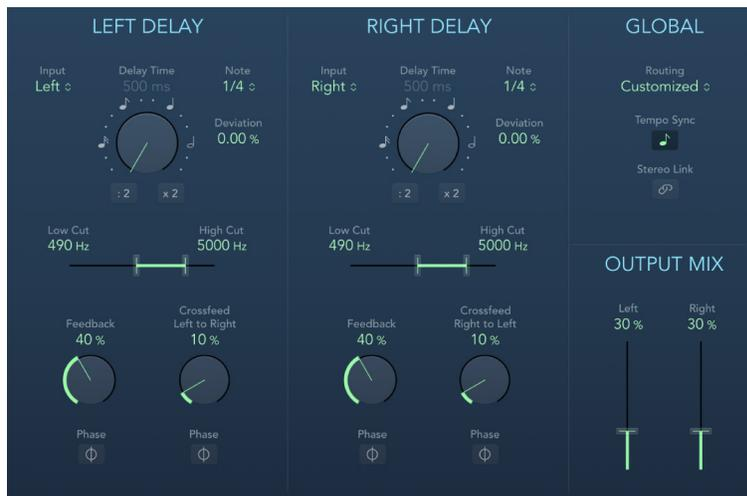 LEFT DELAY
Input
Left
Delay Time
500 ms
Note
1/4
Deviation
0.00 %
: 2
x 2
Low Cut
490 Hz
High Cut
5000 Hz
Feedback
40 %
Crossfeed
Left to Right
10 %
Phase
Phase
RIGHT DELAY
Input
Right
Delay Time
500 ms
Note
1/4
Deviation
0.00 %
: 2
x 2
Low Cut
490 Hz
High Cut
5000 Hz
Feedback
40 %
Crossfeed
Right to Left
10 %
Phase
Phase
GLOBAL
Routing
Customized
Tempo Sync
Stereo Link
OUTPUT MIX
Left
30 %
Right
30 %